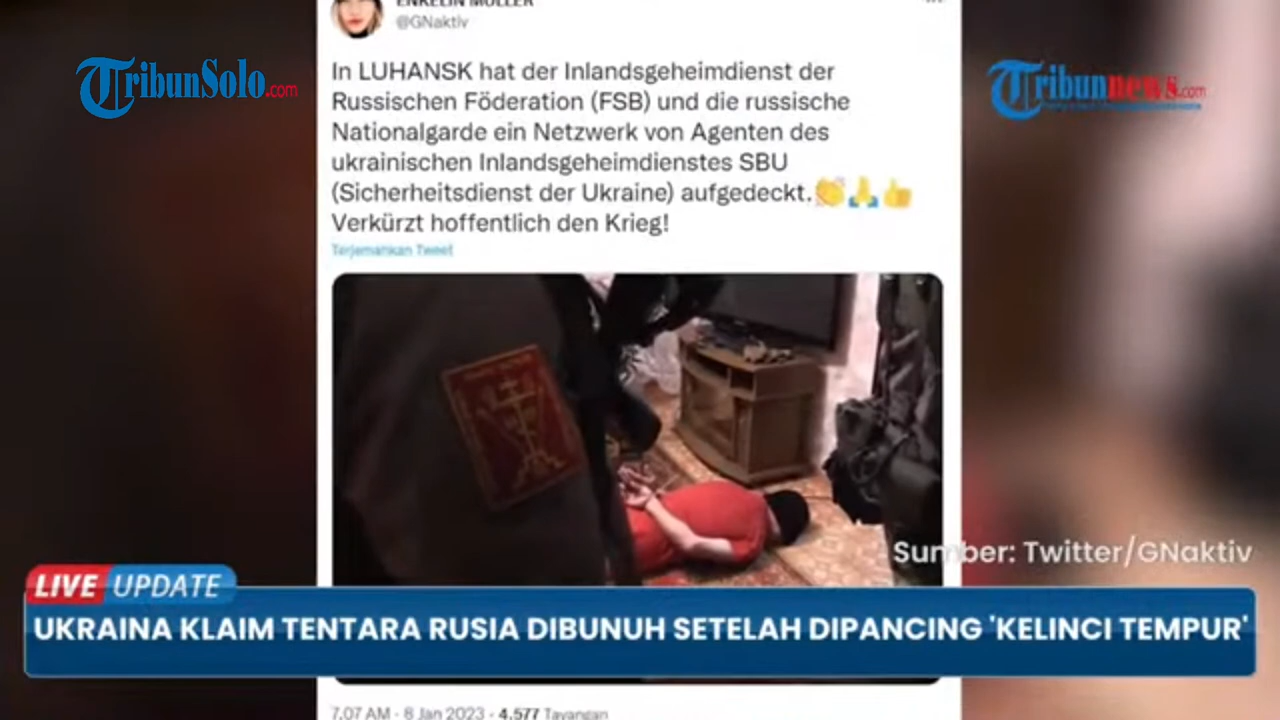 ENKELIN MÜLLER
@GNaktiv
TribunSolo.com
Tribunnews.com
In LUHANSK hat der Inlandsgeheimdienst der
Russischen Föderation (FSB) und die russische
Nationalgarde ein Netzwerk von Agenten des
ukrainischen Inlandsgeheimdienstes SBU
(Sicherheitsdienst der Ukraine) aufgedeckt.👏🙏👍
Verkürzt hoffentlich den Krieg!
Terjemahkan Tweet
Sumber: Twitter/GNaktiv
LIVE UPDATE
UKRAINA KLAIM TENTARA RUSIA DIBUNUH SETELAH DIPANCING 'KELINCI TEMPUR'
7.07 AM · 6 Jan 2023 · 4.577 Tayangan